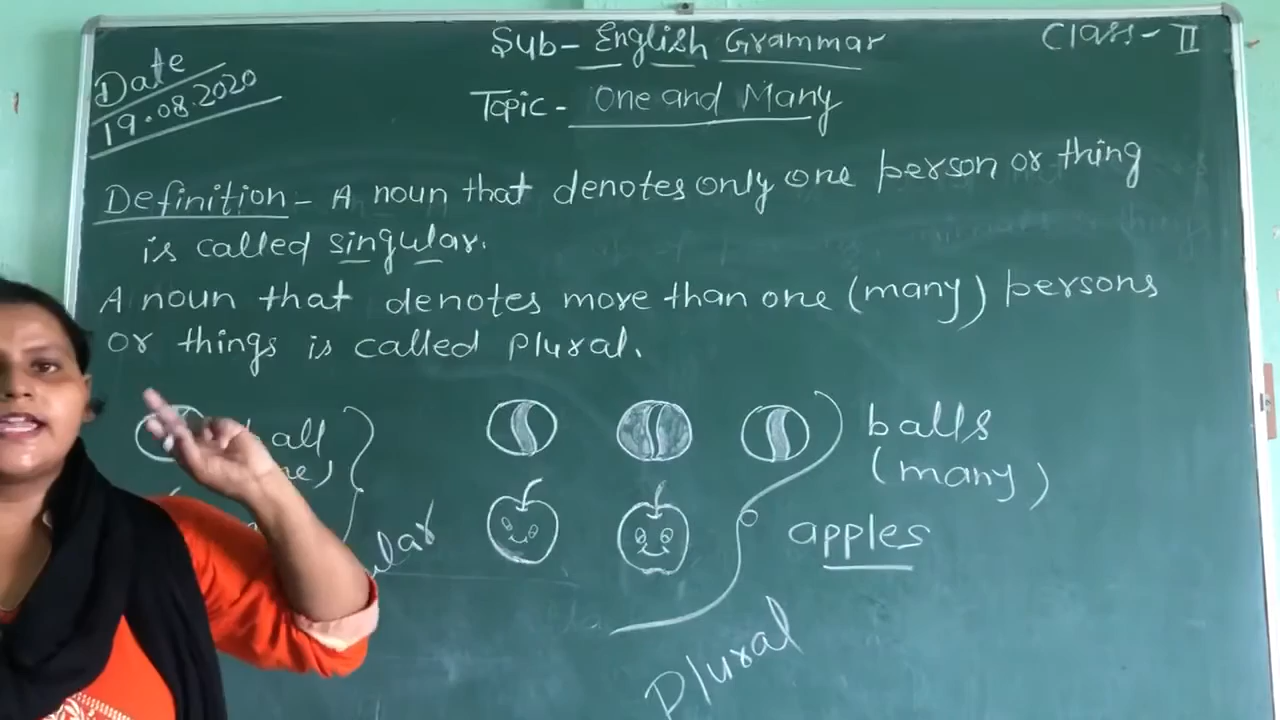 Sub- English Grammar
Class- II
Date
19.08.2020
Topic- One and Many
Definition- A noun that denotes only one person or thing
is called singular.
A noun that denotes more than one (many) persons
or things is called plural.
balls
(many)
apples
Plural